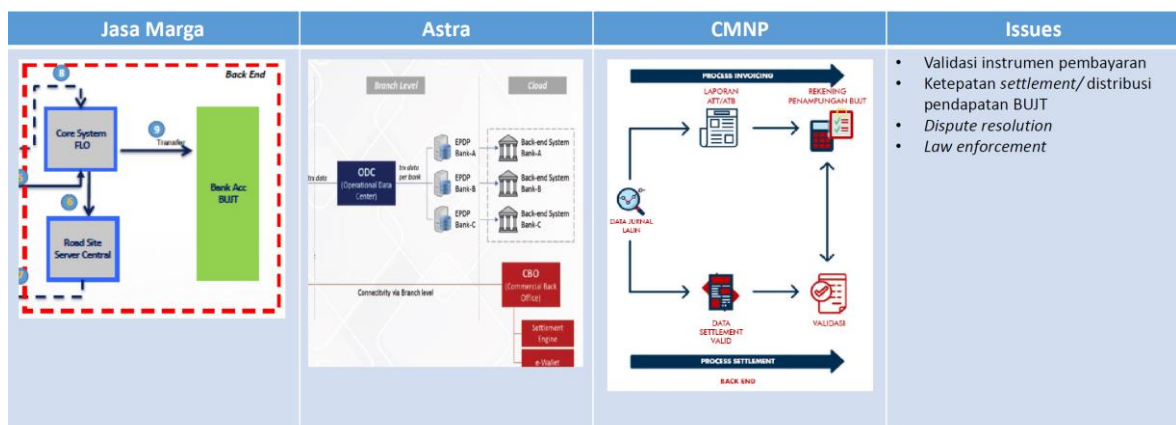 Jasa Marga
Astra
CMNP
Issues
Back End
8
Core System
FLO
9
Transfer
Bank Acc
BUJT
6
Road Site
Server Central
Branch Level
Cloud
trx data
ODC
(Operational Data
Center)
trx data
per bank
EPDP
Bank-A
Back-end System
Bank-A
EPDP
Bank-B
Back-end System
Bank-B
EPDP
Bank-C
Back-end System
Bank-C
Connectivity via Branch level
CBO
(Commercial Back
Office)
Settlement
Engine
e-Wallet
PROCESS INVOICING
LAPORAN
ATT/ATB
REKENING
PENAMPUNGAN BUJT
DATA JURNAL
LALIN
DATA
SETTLEMENT
VALID
VALIDASI
PROCESS SETTLEMENT
BACK END
• Validasi instrumen pembayaran
• Ketepatan settlement/ distribusi
pendapatan BUJT
• Dispute resolution
• Law enforcement